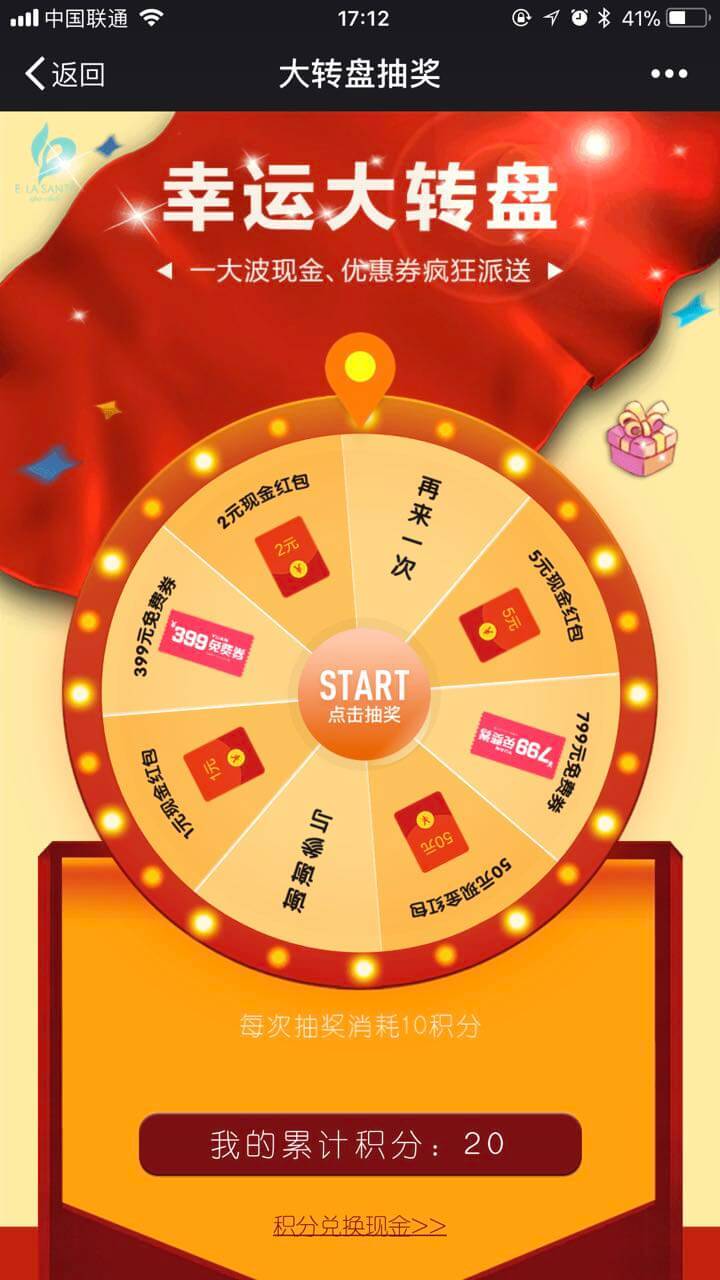 中国联通
17:12
41%
返回
大转盘抽奖
E·LA SANTÉ
幸运大转盘
一大波现金、优惠券疯狂派送
再来一次
5元现金红包
5元
799元免费券
¥799免费券
50元现金红包
50元
谢谢参与
1元现金红包
1元
399元免费券
¥399免费券
2元现金红包
2元
START
点击抽奖
每次抽奖消耗10积分
我的累计积分：20
积分兑换现金>>